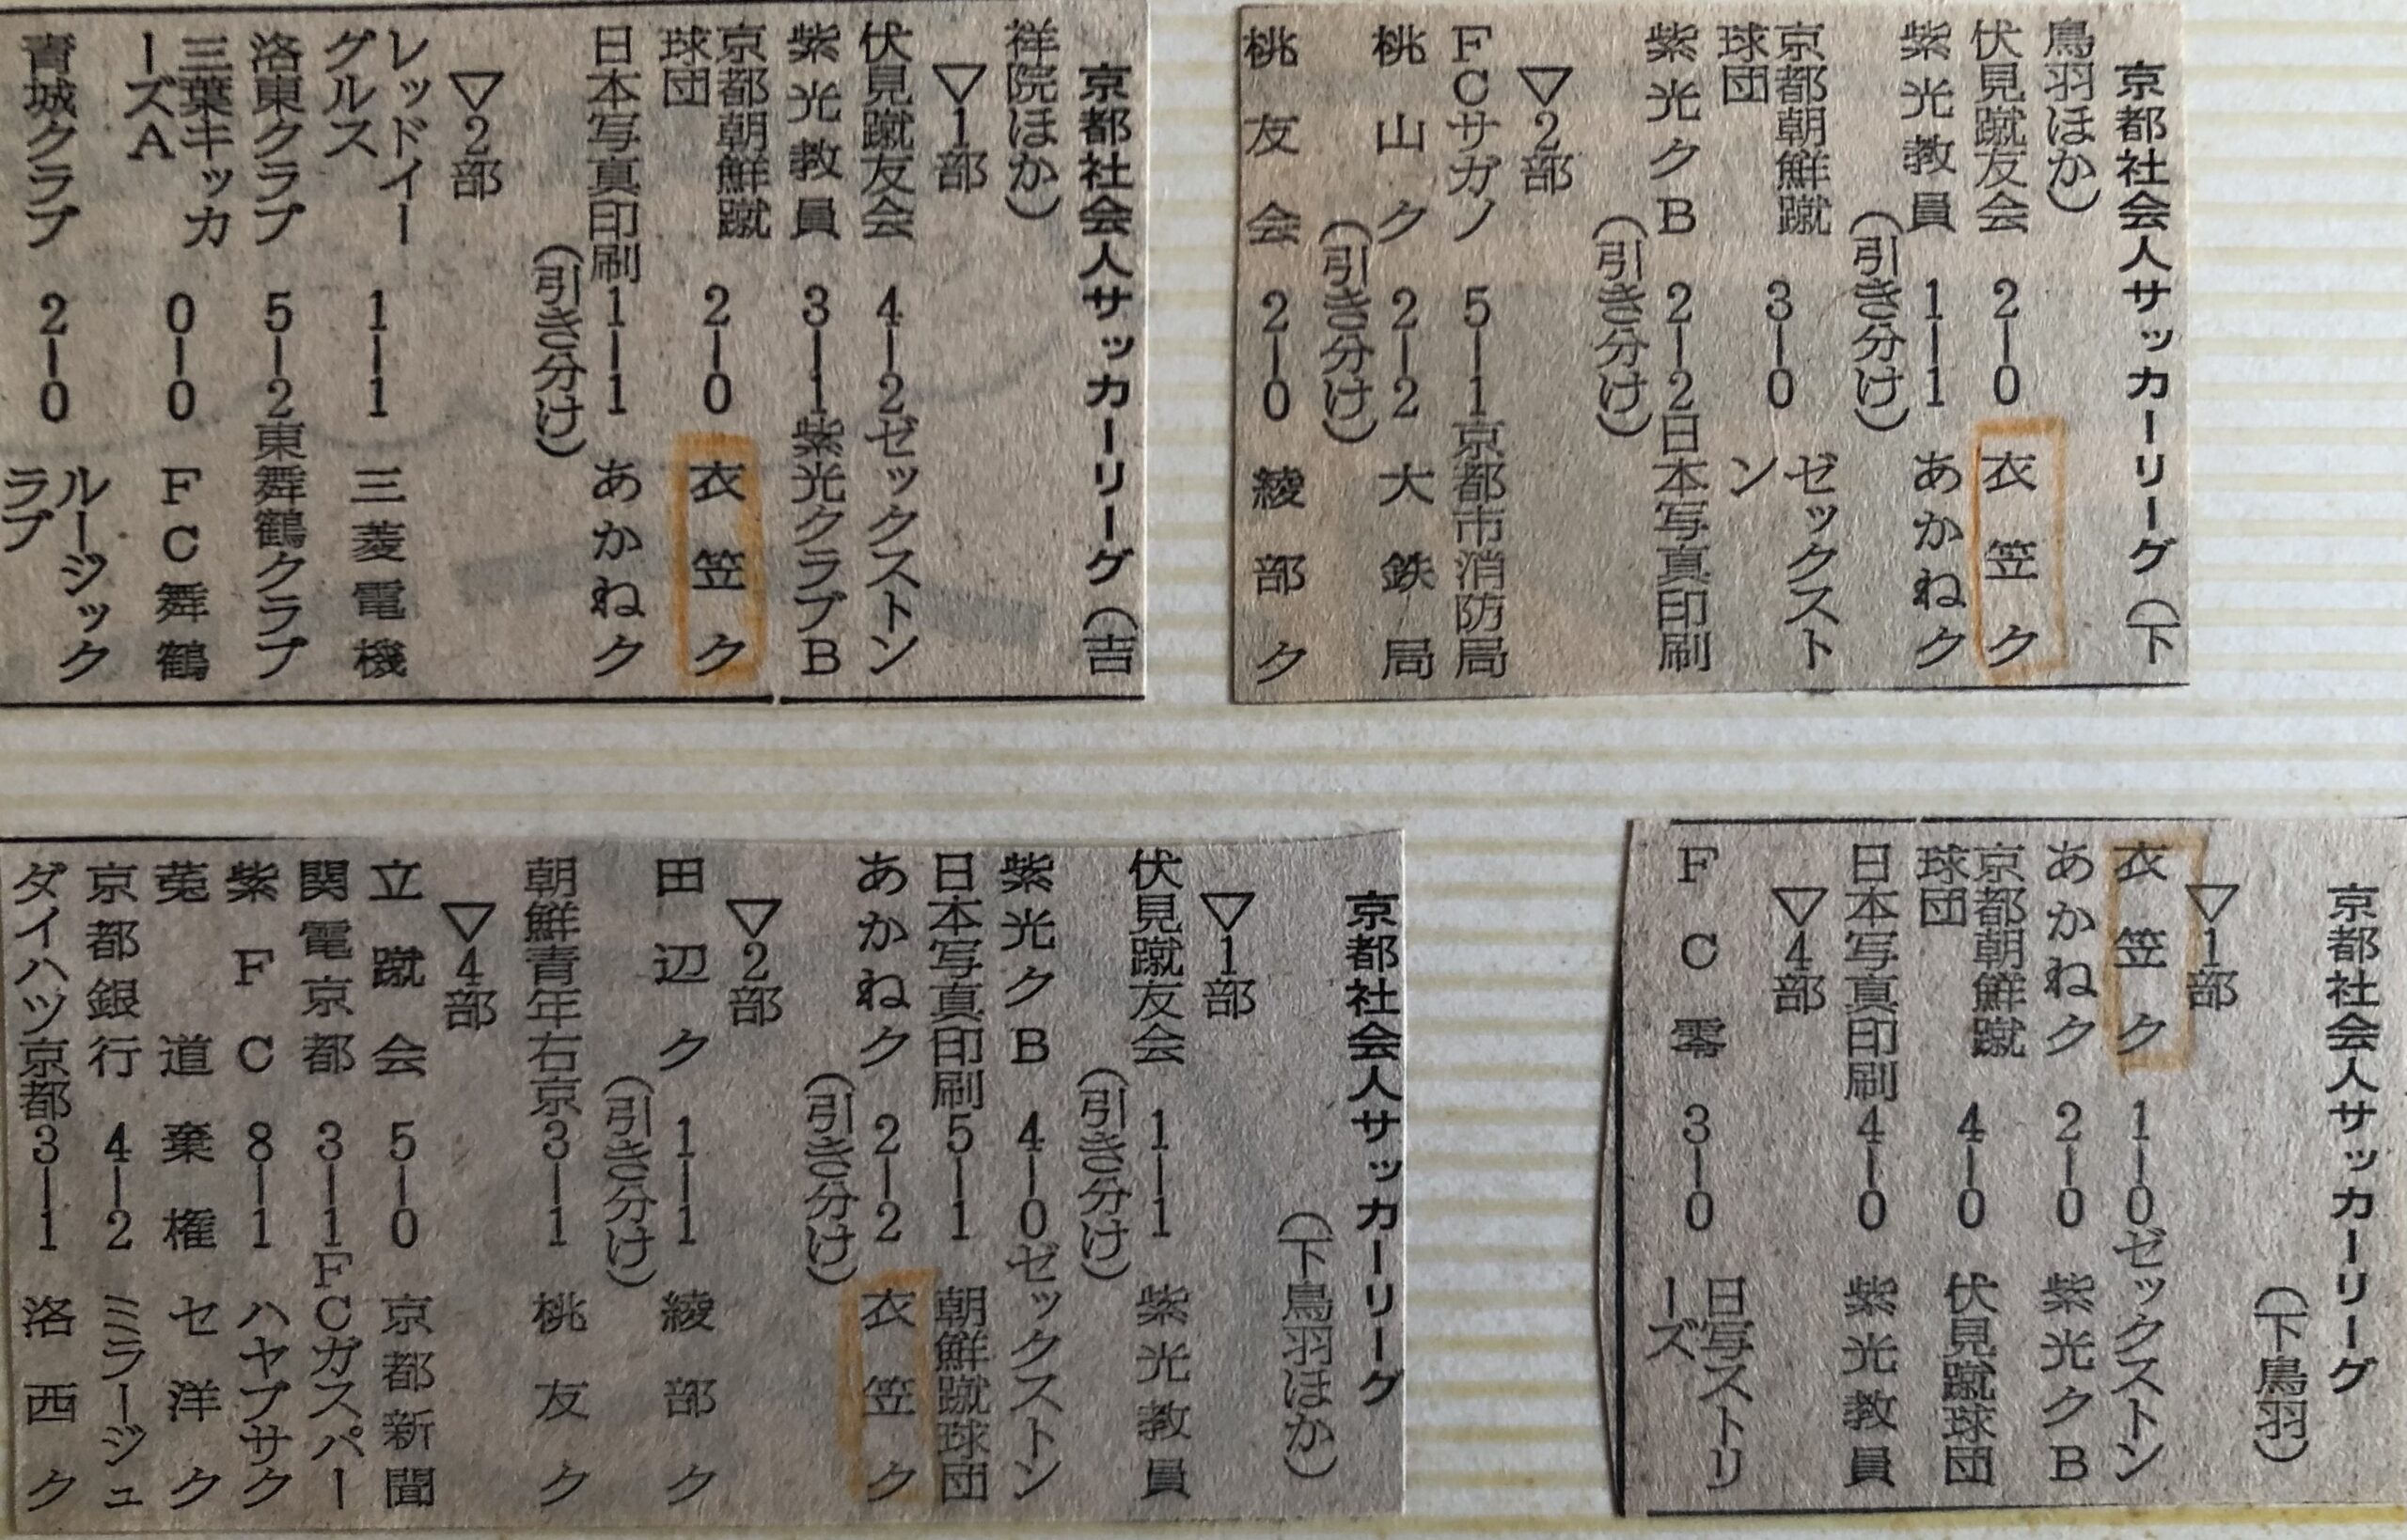 京都社会人サッカーリーグ（下
鳥羽ほか）
伏見蹴友会 2―0 衣笠ク
紫光教員 1―1 あかねク
（引き分け）
京都朝鮮蹴
球団 3―0 ゼックスト
ン
紫光クB 2―2 日本写真印刷
（引き分け）
▽2部
FCサガノ 5―1 京都市消防局
桃山ク 2―2 大鉄局
（引き分け）
桃友会 2―0 綾部ク
京都社会人サッカーリーグ（吉
祥院ほか）
▽1部
伏見蹴友会 4―2 ゼックストン
紫光教員 3―1 紫光クラブB
京都朝鮮蹴
球団 2―0 衣笠ク
日本写真印刷 1―1 あかねク
（引き分け）
▽2部
レッドイー
グルス 1―1 三菱電機
洛東クラブ 5―2 東舞鶴クラブ
三葉キッカ
ーズA 0―0 FC舞鶴
青城クラブ 2―0 ルージック
ラブ
京都社会人サッカーリーグ
（下鳥羽）
▽1部
衣笠ク 1―0 ゼックストン
あかねク 2―0 紫光クB
京都朝鮮蹴
球団 4―0 伏見蹴球団
日本写真印刷 4―0 紫光教員
▽4部
FC零 3―0 日写ストリ
ーズ
京都社会人サッカーリーグ
（下鳥羽ほか）
▽1部
伏見蹴友会 1―1 紫光教員
（引き分け）
紫光クB 4―0 ゼックストン
日本写真印刷 5―1 朝鮮蹴球団
あかねク 2―2 衣笠ク
（引き分け）
▽2部
田辺ク 1―1 綾部ク
（引き分け）
朝鮮青年右京 3―1 桃友ク
▽4部
立蹴会 5―0 京都新聞
関電京都 3―1 FCガスパー
紫FC 8―1 ハヤブサク
菟道 棄権 セ洋ク
京都銀行 4―2 ミラージュ
ダイハツ京都 3―1 洛西ク